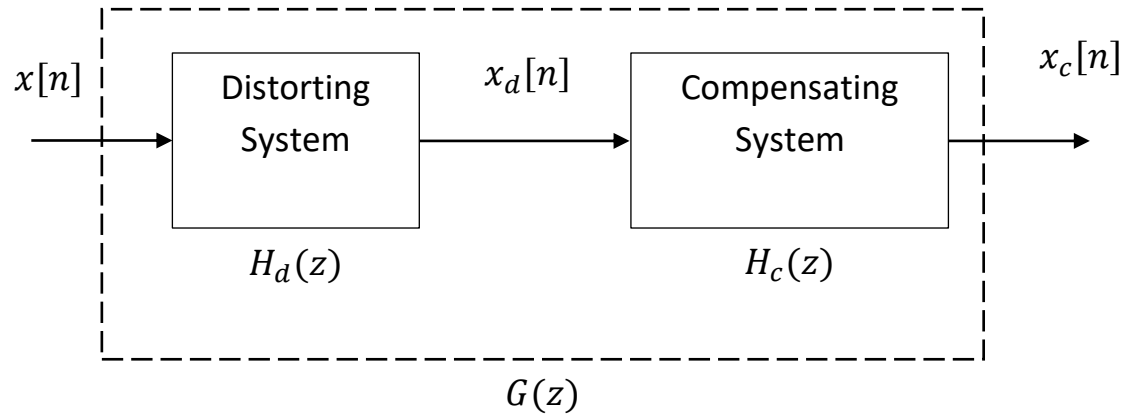 x[n]
Distorting
System
x_d[n]
Compensating
System
x_c[n]
H_d(z)
H_c(z)
G(z)